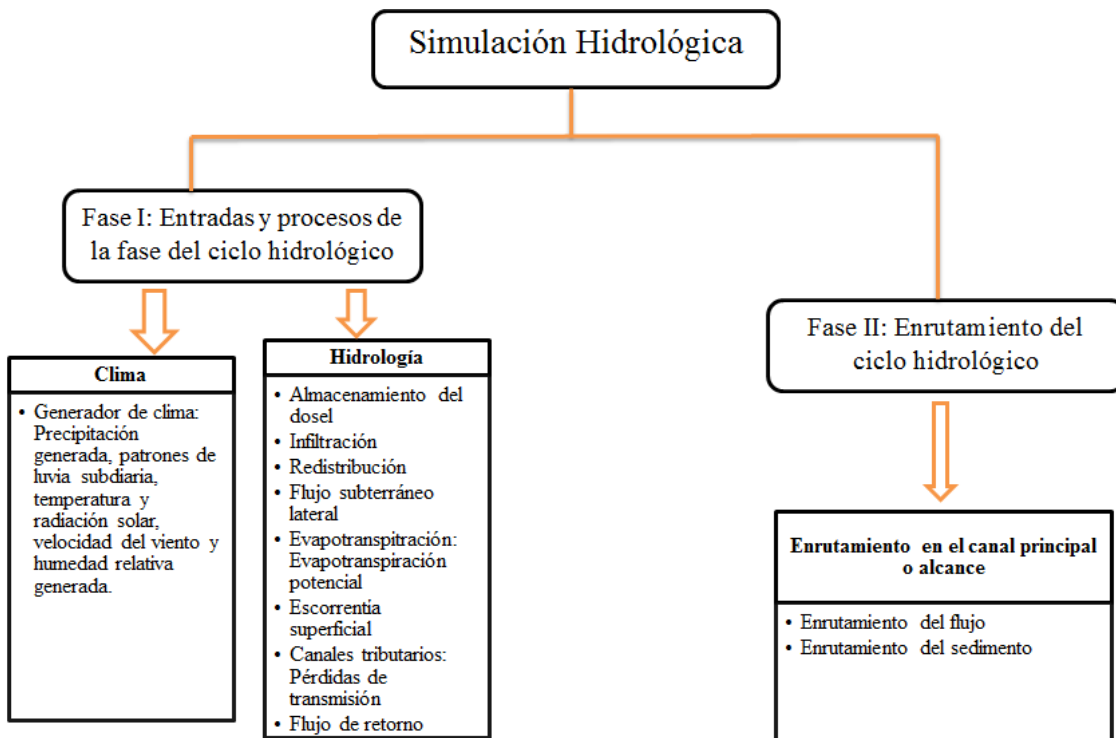 Simulación Hidrológica
Fase I: Entradas y procesos de
la fase del ciclo hidrológico
Clima
• Generador de clima:
Precipitación
generada, patrones de
luvia subdiaria,
temperatura y
radiación solar,
velocidad del viento y
humedad relativa
generada.
Hidrología
• Almacenamiento del
dosel
• Infiltración
• Redistribución
• Flujo subterráneo
lateral
• Evapotranspitración:
Evapotranspiración
potencial
• Escorrentía
superficial
• Canales tributarios:
Pérdidas de
transmisión
• Flujo de retorno
Fase II: Enrutamiento del
ciclo hidrológico
Enrutamiento en el canal principal
o alcance
• Enrutamiento del flujo
• Enrutamiento del sedimento